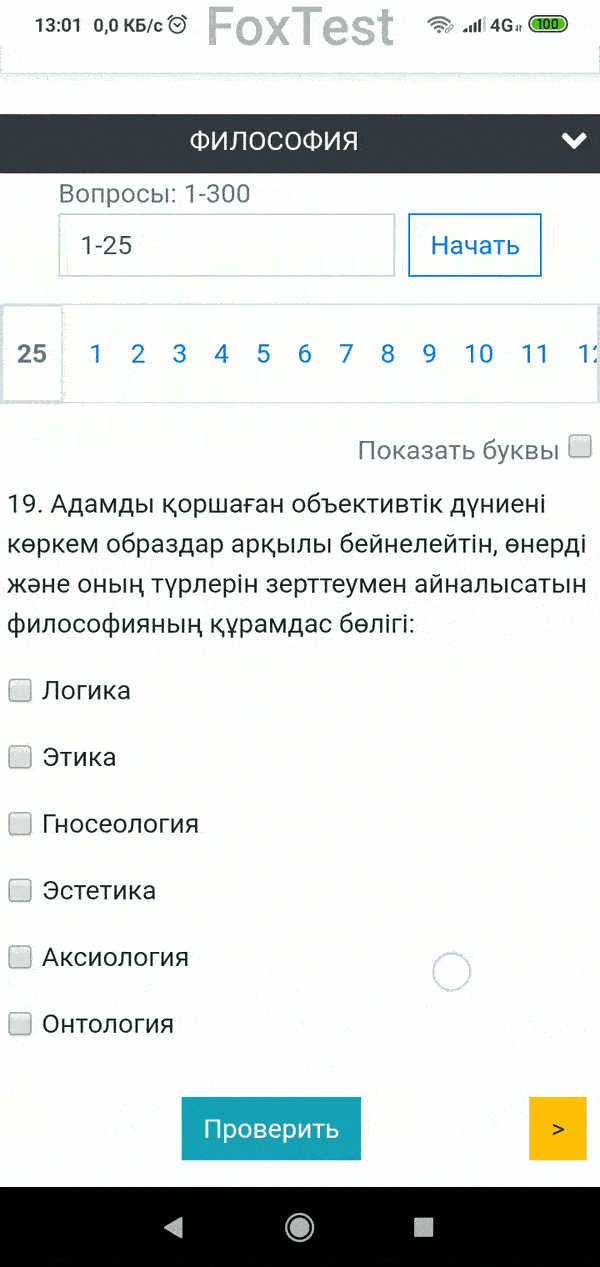 13:01 0,0 КБ/с FoxTest 4G 100
ФИЛОСОФИЯ
Вопросы: 1-300
1-25 Начать
25 1 2 3 4 5 6 7 8 9 10 11
Показать буквы
19. Адамды қоршаған объективтік дүниені
көркем образдар арқылы бейнелейтін, өнерді
және оның түрлерін зерттеумен айналысатын
философияның құрамдас бөлігі:
Логика
Этика
Гносеология
Эстетика
Аксиология
Онтология
Проверить >